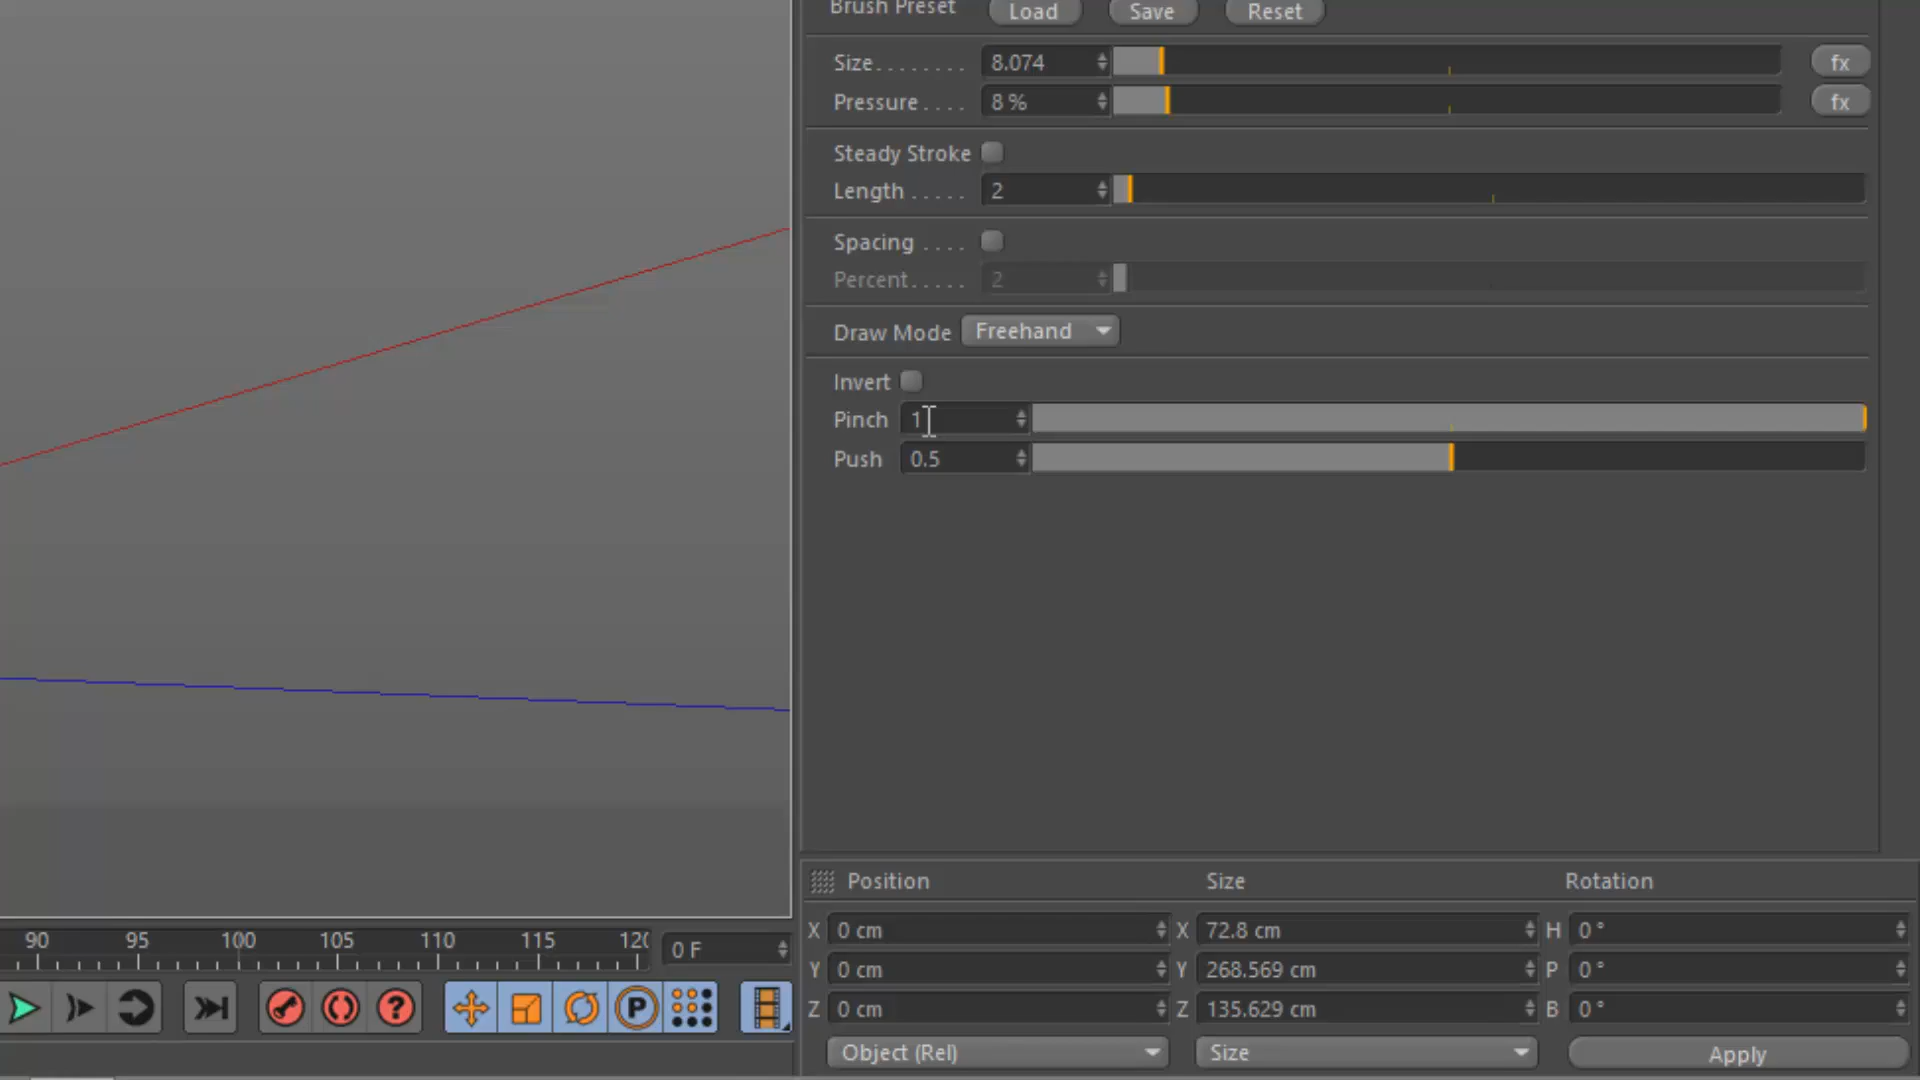 Brush Preset Load Save Reset
Size........ 8.074 fx
Pressure.... 8 % fx
Steady Stroke
Length..... 2
Spacing ....
Percent..... 2
Draw Mode Freehand
Invert
Pinch 1
Push 0.5
Position Size Rotation
X 0 cm X 72.8 cm H 0 °
Y 0 cm Y 268.569 cm P 0 °
Z 0 cm Z 135.629 cm B 0 °
Object (Rel) Size Apply
90 95 100 105 110 115 120 0 F
? P